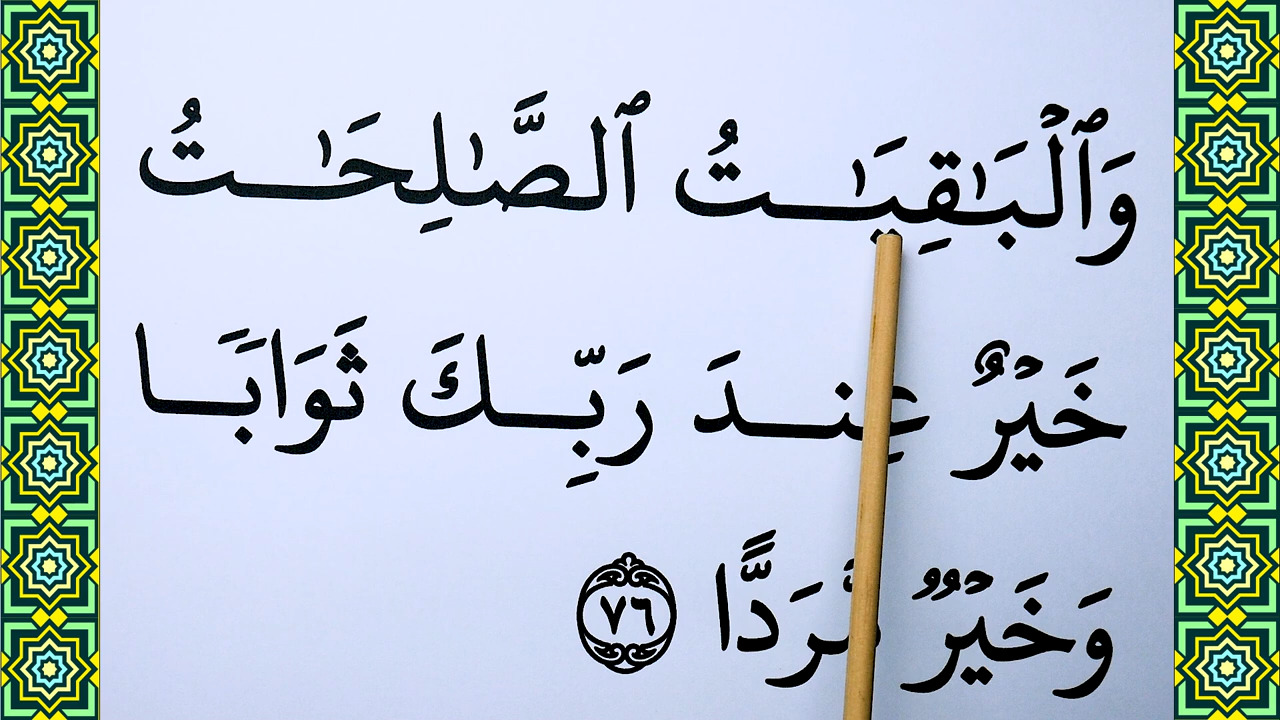 وَٱلْبَـٰقِيَـٰتُ ٱلصَّـٰلِحَـٰتُ
خَيْرٌ عِندَ رَبِّكَ ثَوَابَا
وَخَيْرٌ مَّرَدًّا ٧٦